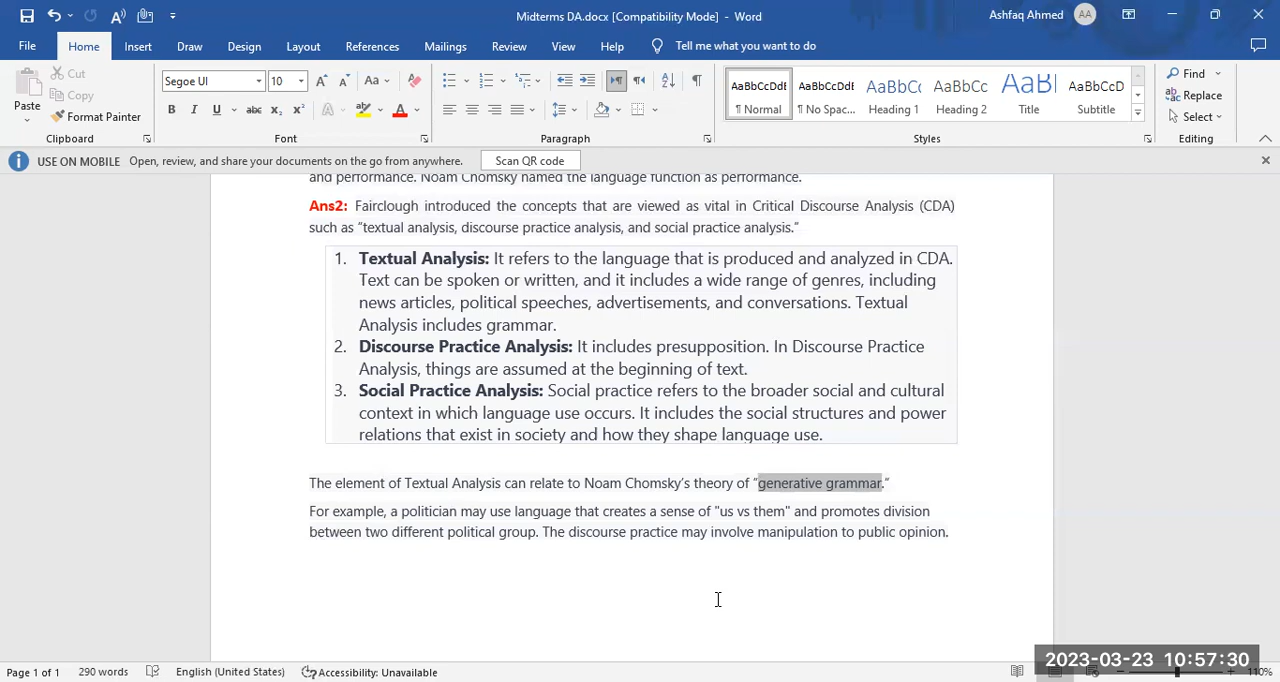 Midterms DA.docx [Compatibility Mode] - Word
Ashfaq Ahmed AA
File Home Insert Draw Design Layout References Mailings Review View Help Tell me what you want to do
Cut
Copy
Format Painter
Paste
Segoe UI 10
Find
Replace
Select
AaBbCcDdE AaBbCcDdE AaBbCc AaBbCcC AaBl AaBbCcD
¶ Normal ¶ No Spac... Heading 1 Heading 2 Title Subtitle
Clipboard Font Paragraph Styles Editing
USE ON MOBILE Open, review, and share your documents on the go from anywhere. Scan QR code
and performance. Noam Chomsky named the language function as performance.
Ans2: Fairclough introduced the concepts that are viewed as vital in Critical Discourse Analysis (CDA)
such as "textual analysis, discourse practice analysis, and social practice analysis."
1. Textual Analysis: It refers to the language that is produced and analyzed in CDA.
Text can be spoken or written, and it includes a wide range of genres, including
news articles, political speeches, advertisements, and conversations. Textual
Analysis includes grammar.
2. Discourse Practice Analysis: It includes presupposition. In Discourse Practice
Analysis, things are assumed at the beginning of text.
3. Social Practice Analysis: Social practice refers to the broader social and cultural
context in which language use occurs. It includes the social structures and power
relations that exist in society and how they shape language use.
The element of Textual Analysis can relate to Noam Chomsky's theory of "generative grammar."
For example, a politician may use language that creates a sense of "us vs them" and promotes division
between two different political group. The discourse practice may involve manipulation to public opinion.
Page 1 of 1 290 words English (United States) Accessibility: Unavailable 110%
2023-03-23 10:57:30